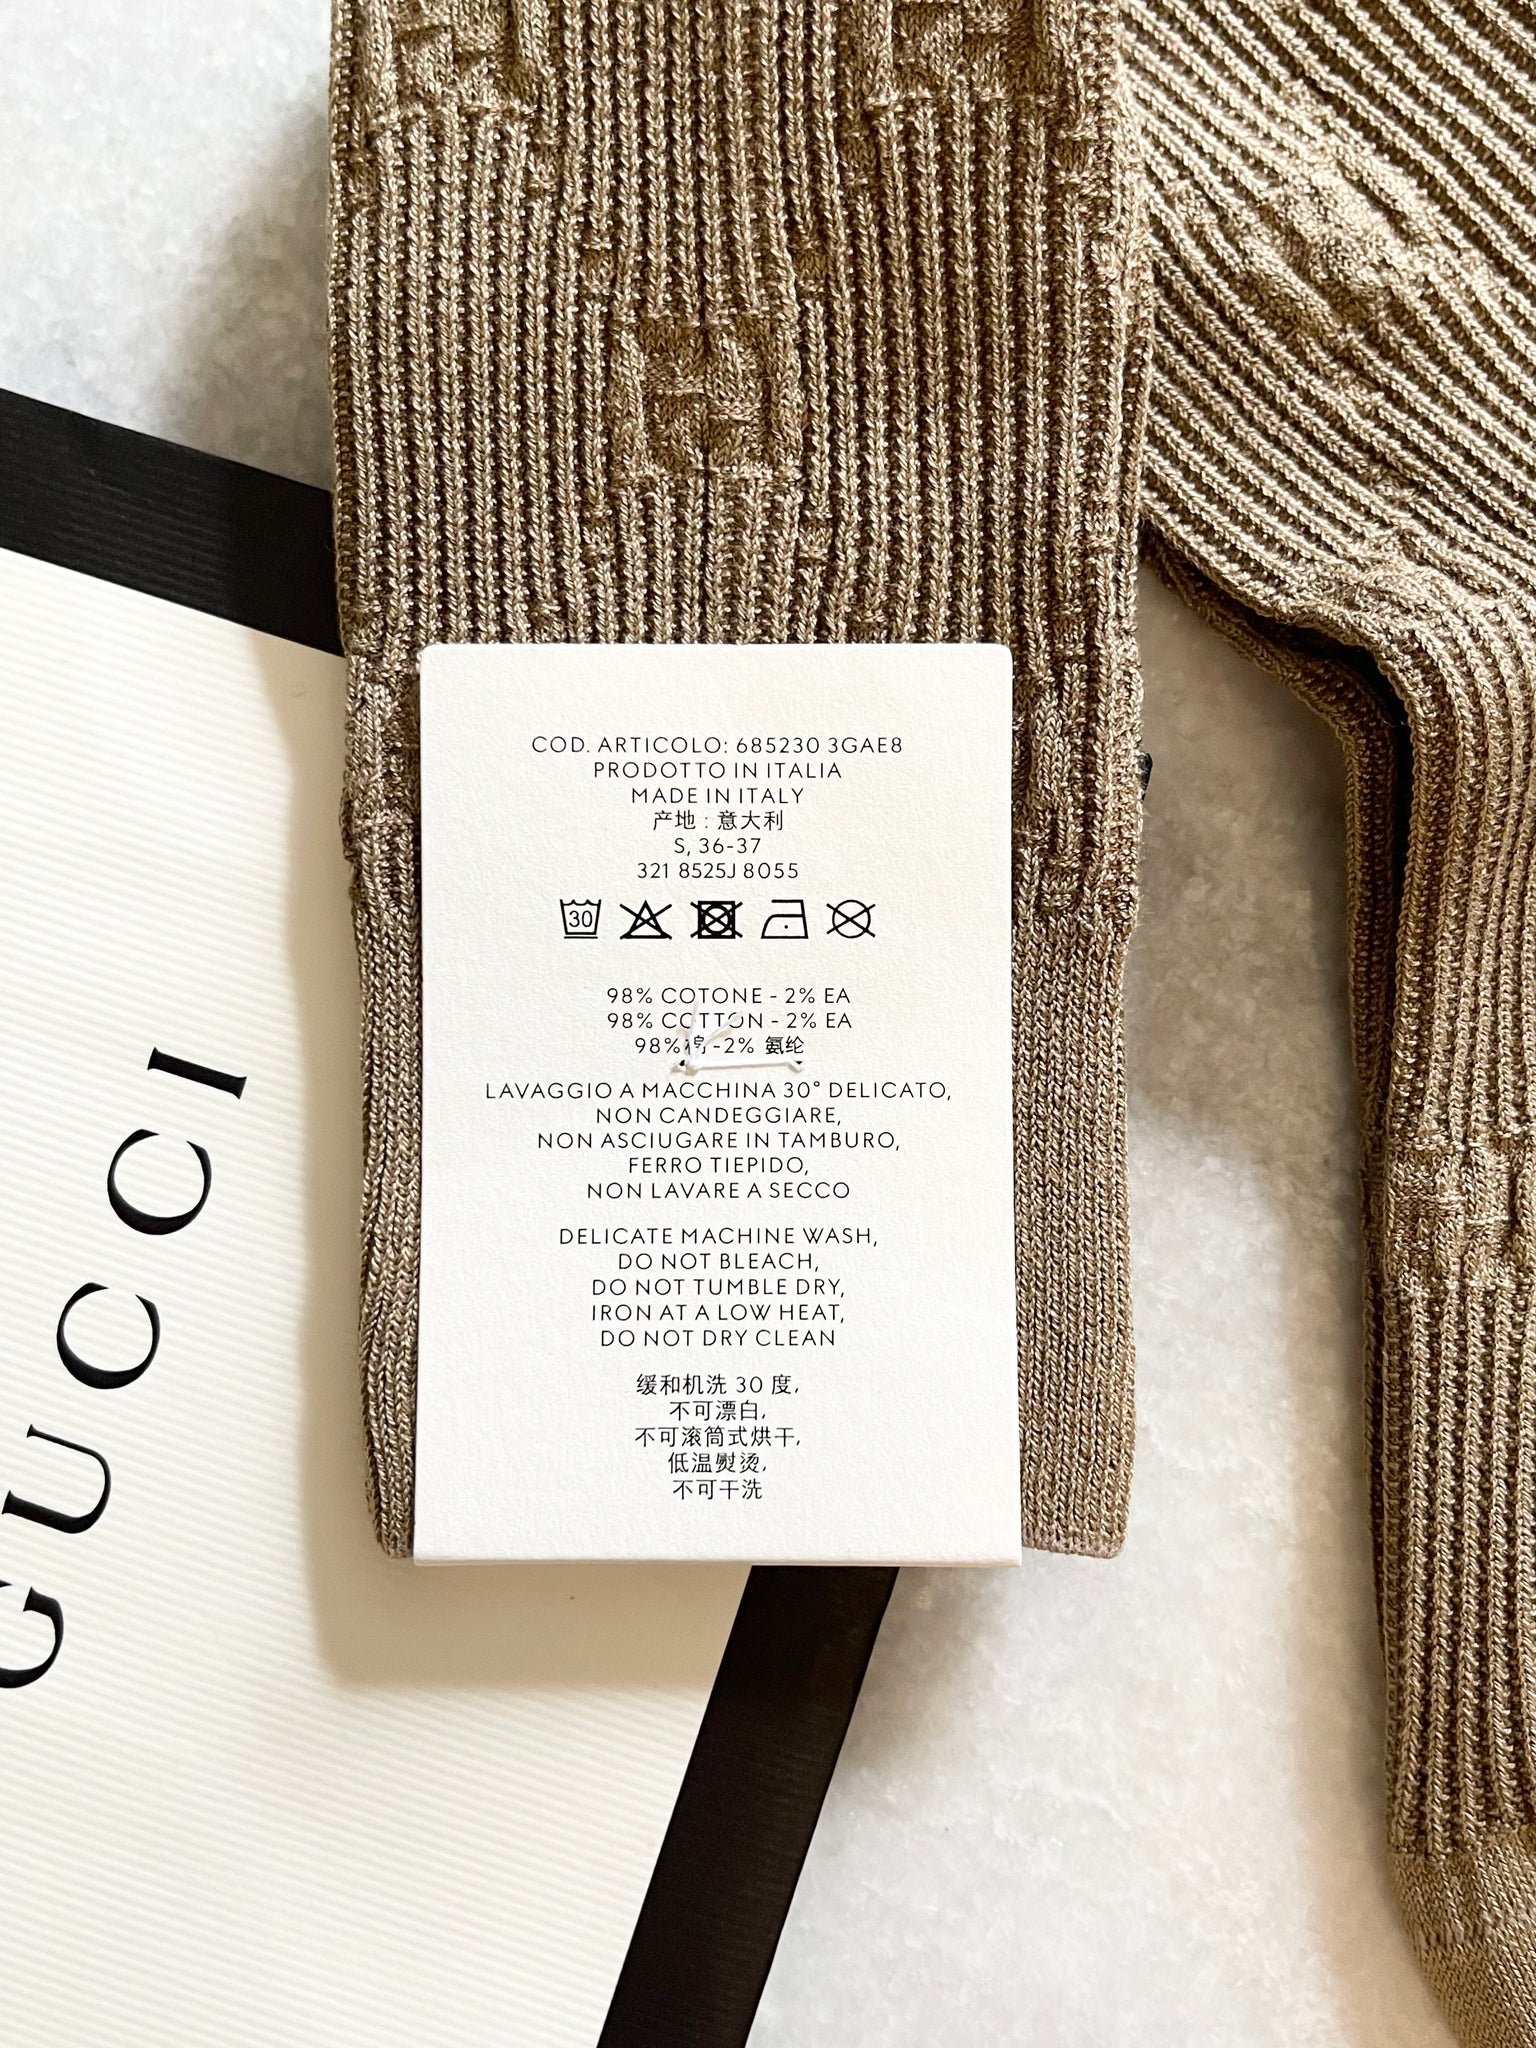 COD. ARTICOLO: 685230 3GAE8
PRODOTTO IN ITALIA
MADE IN ITALY
产地 : 意大利
S, 36-37
321 8525J 8055
30
98% COTONE - 2% EA
98% COTTON - 2% EA
98% 棉 -2% 氨纶
LAVAGGIO A MACCHINA 30° DELICATO,
NON CANDEGGIARE,
NON ASCIUGARE IN TAMBURO,
FERRO TIEPIDO,
NON LAVARE A SECCO
DELICATE MACHINE WASH,
DO NOT BLEACH,
DO NOT TUMBLE DRY,
IRON AT A LOW HEAT,
DO NOT DRY CLEAN
缓和机洗 30 度,
不可漂白,
不可滚筒式烘干,
低温熨烫,
不可干洗
GUCCI